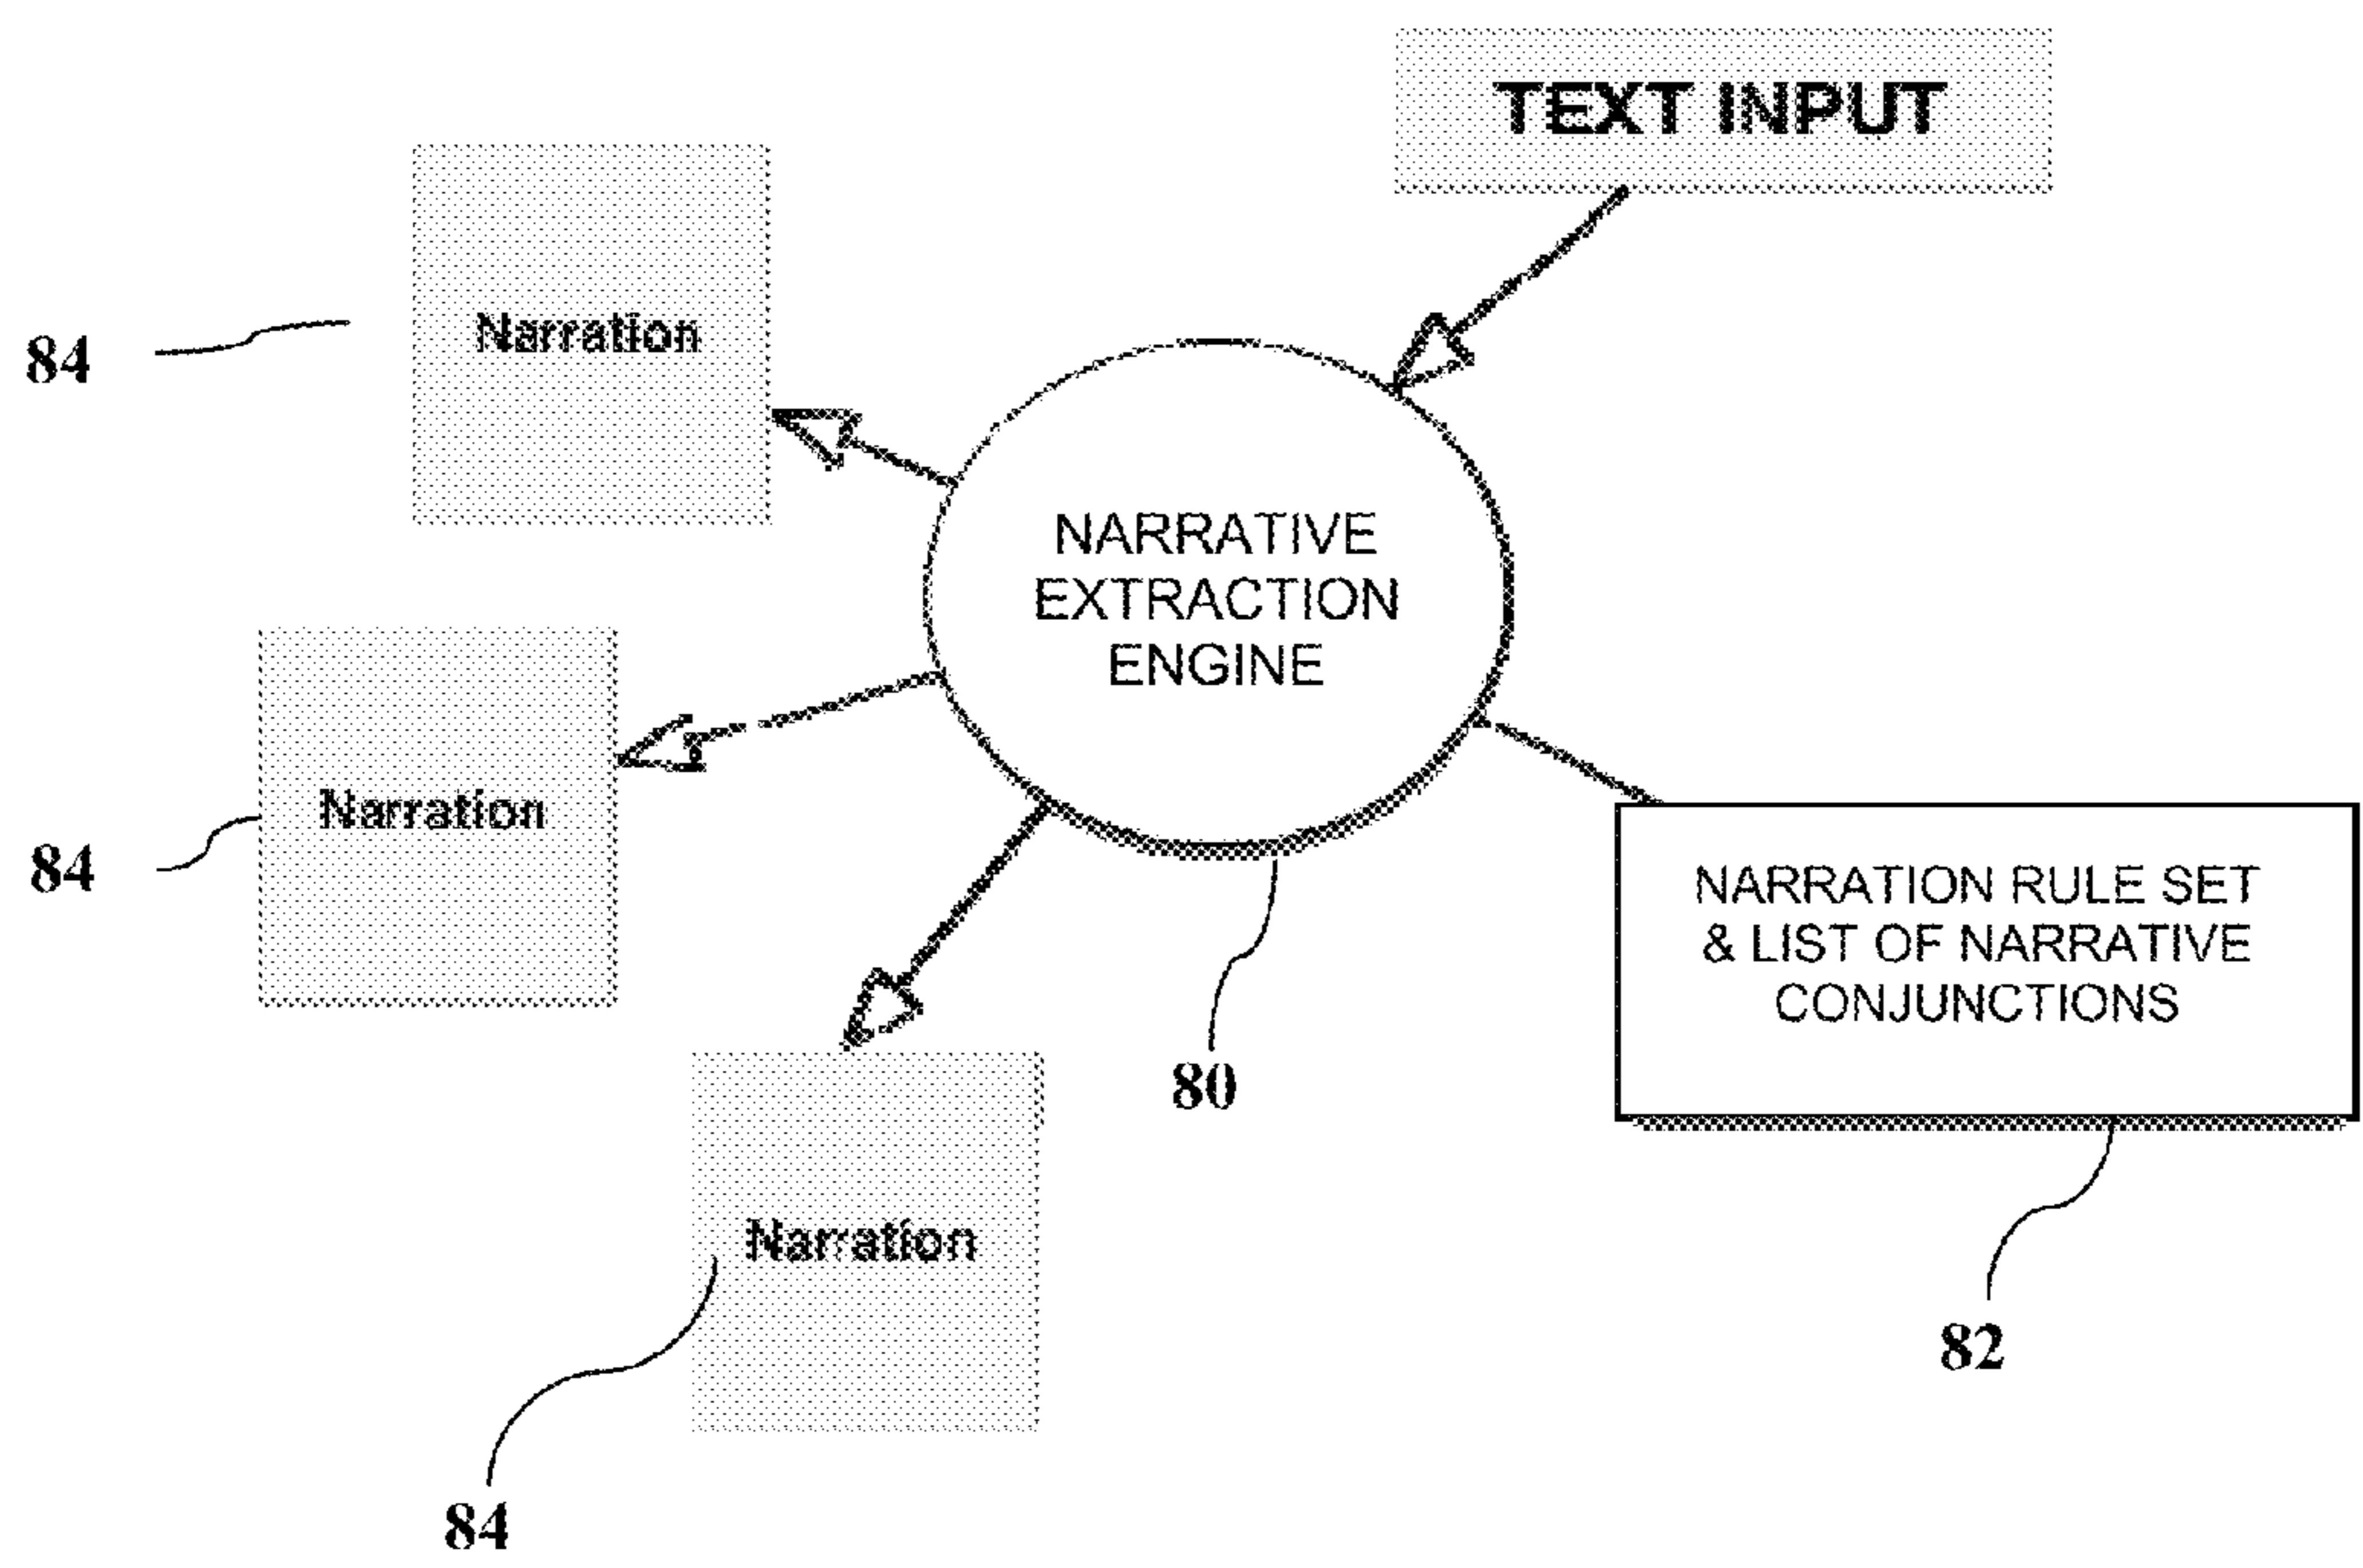 TEXT INPUT
Narration
84
NARRATIVE
EXTRACTION
ENGINE
Narration
84
NARRATION RULE SET
& LIST OF NARRATIVE
CONJUNCTIONS
80
Narration
82
84